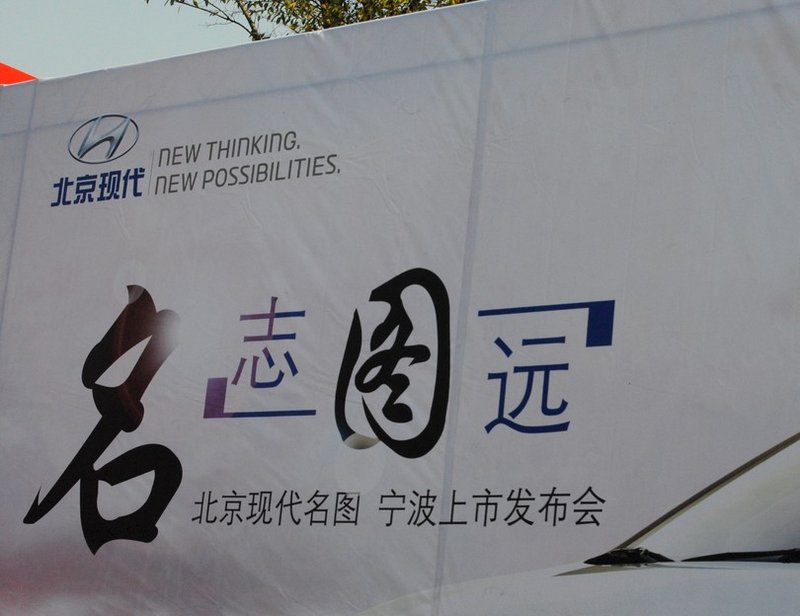 北京现代
NEW THINKING.
NEW POSSIBILITIES.
名志图远
北京现代名图 宁波上市发布会